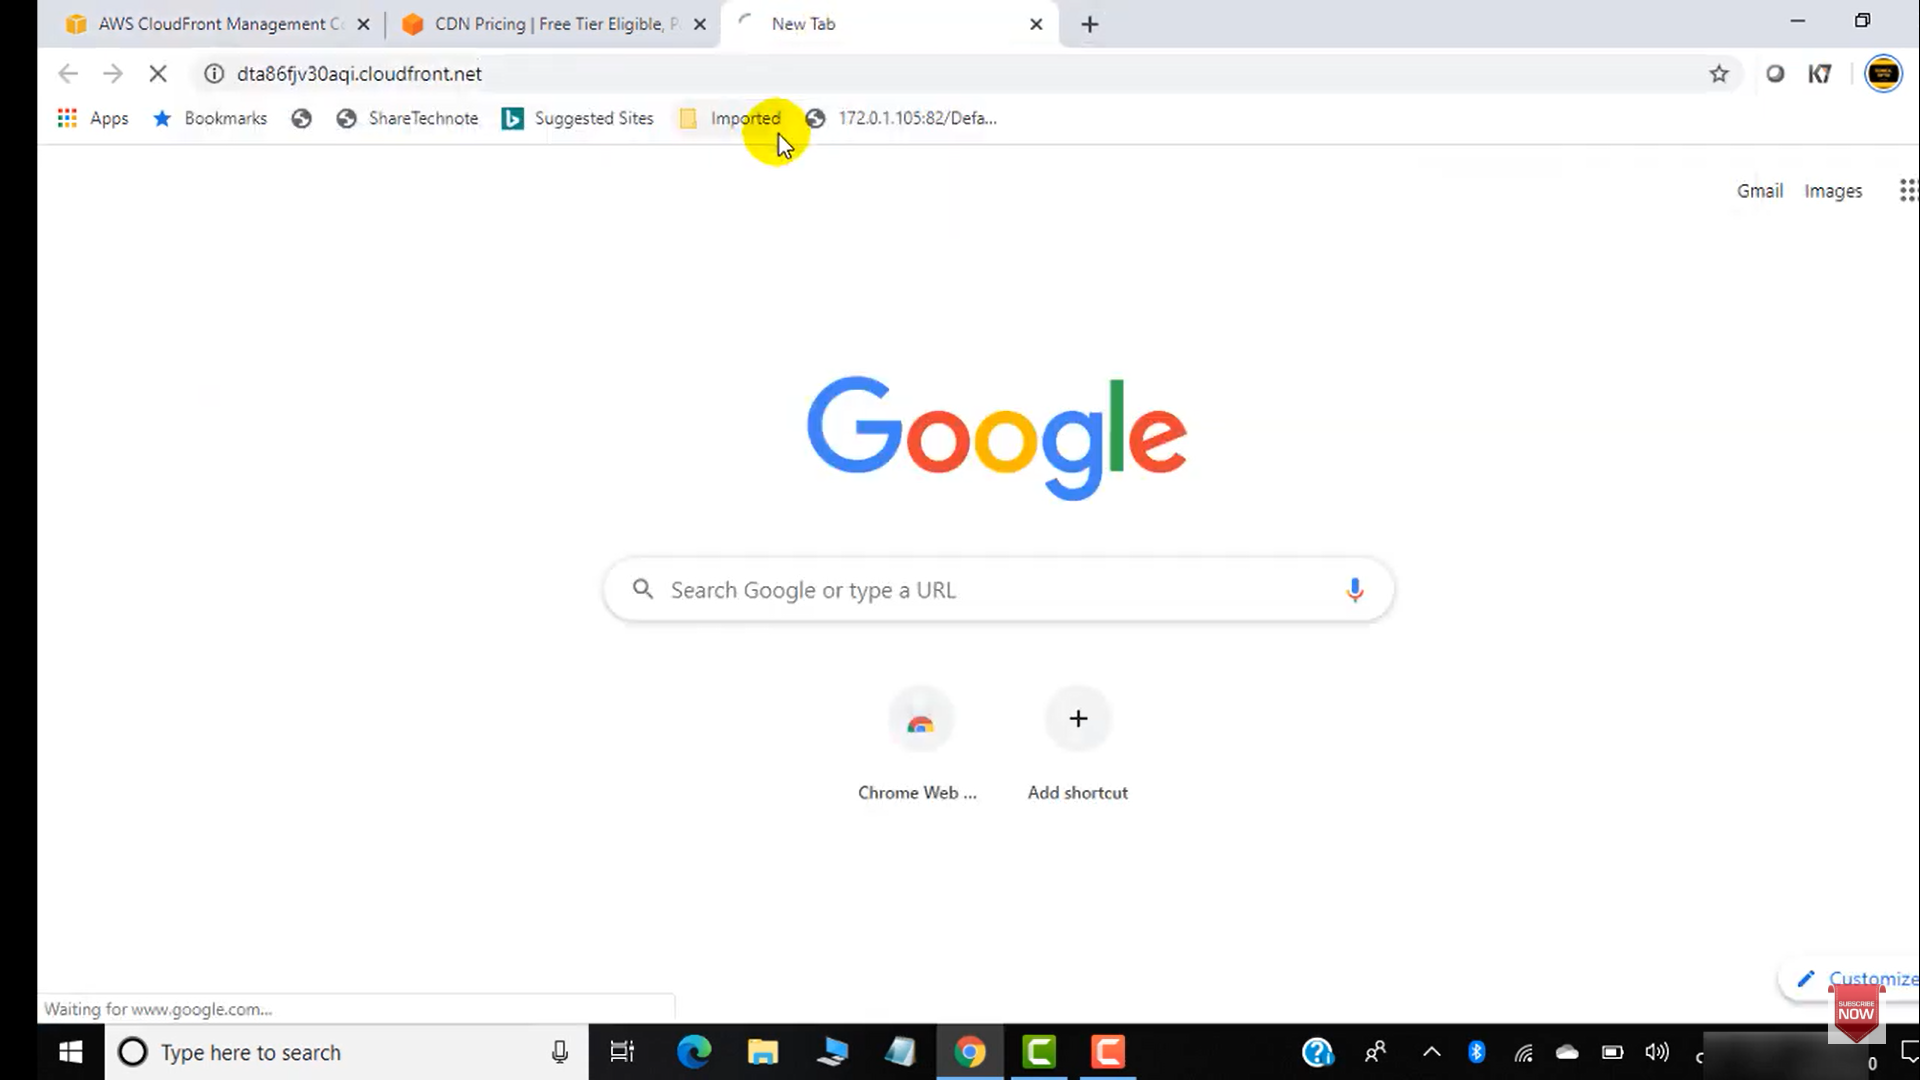 AWS CloudFront Management Co
CDN Pricing | Free Tier Eligible, P
New Tab
dta86fjv30aqi.cloudfront.net
K7
Apps
Bookmarks
ShareTechnote
Suggested Sites
Imported
172.0.1.105:82/Defa...
Gmail
Images
Google
Search Google or type a URL
Chrome Web ...
Add shortcut
Customize
Waiting for www.google.com...
SUBSCRIBE
NOW
Type here to search